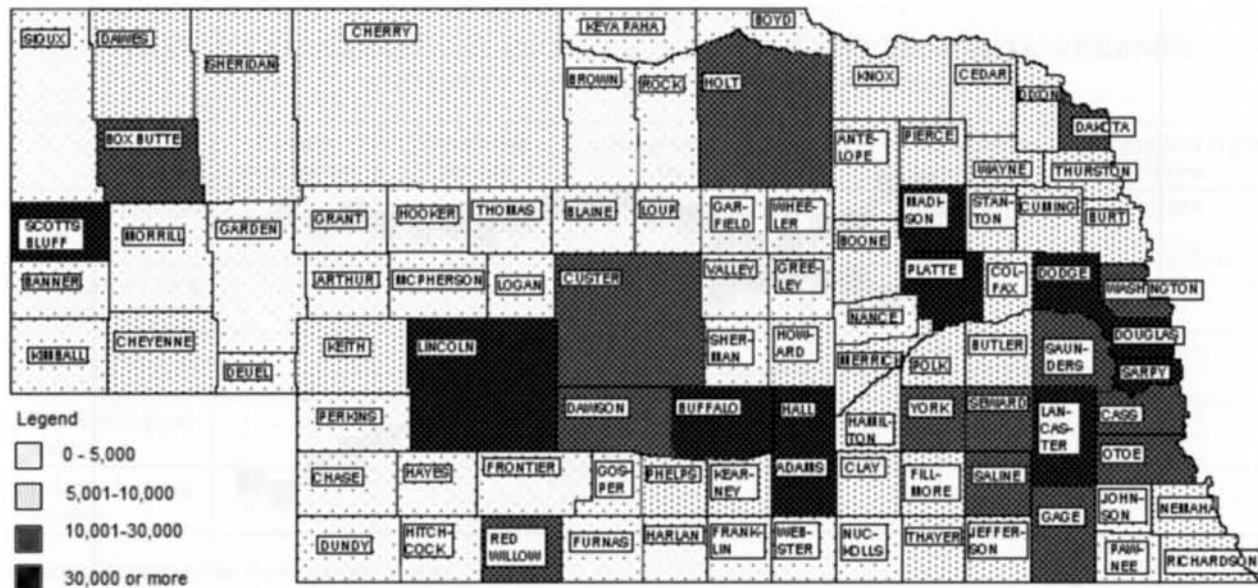 SIOUX
DAWES
SHERIDAN
CHERRY
KEYA PAHA
BOYD
BROWN
ROCK
HOLT
KNOX
CEDAR
DIXON
DAKOTA
BOX BUTTE
ANTE-
LOPE
PIERCE
WAYNE
THURSTON
SCOTTS
BLUFF
MORRILL
GARDEN
GRANT
HOOKER
THOMAS
BLAINE
LOUP
GAR-
FIELD
WHEE-
LER
BOONE
MADI-
SON
STAN-
TON
CUMING
BURT
BANNER
ARTHUR
MCPHERSON
LOGAN
CUSTER
VALLEY
GREE-
LEY
PLATTE
COL-
FAX
DODGE
WASHINGTON
NANCE
KIMBALL
CHEYENNE
DEUEL
KEITH
LINCOLN
SHER-
MAN
HOW-
ARD
MERRICK
POLK
BUTLER
SAUN-
DERS
DOUGLAS
SARPY
PERKINS
DAWSON
BUFFALO
HALL
HAMIL-
TON
YORK
SEWARD
LAN-
CASTER
CASS
OTOE
CHASE
HAYES
FRONTIER
GOS-
PER
PHELPS
KEAR-
NEY
ADAMS
CLAY
FILL-
MORE
SALINE
GAGE
JOHN-
SON
NEMAHA
DUNDY
HITCH-
COCK
RED
WILLOW
FURNAS
HARLAN
FRANK-
LIN
WEB-
STER
NUC-
KOLLS
THAYER
JEFFER-
SON
PAW-
NEE
RICHARDSON
Legend
0 - 5,000
5,001-10,000
10,001-30,000
30,000 or more